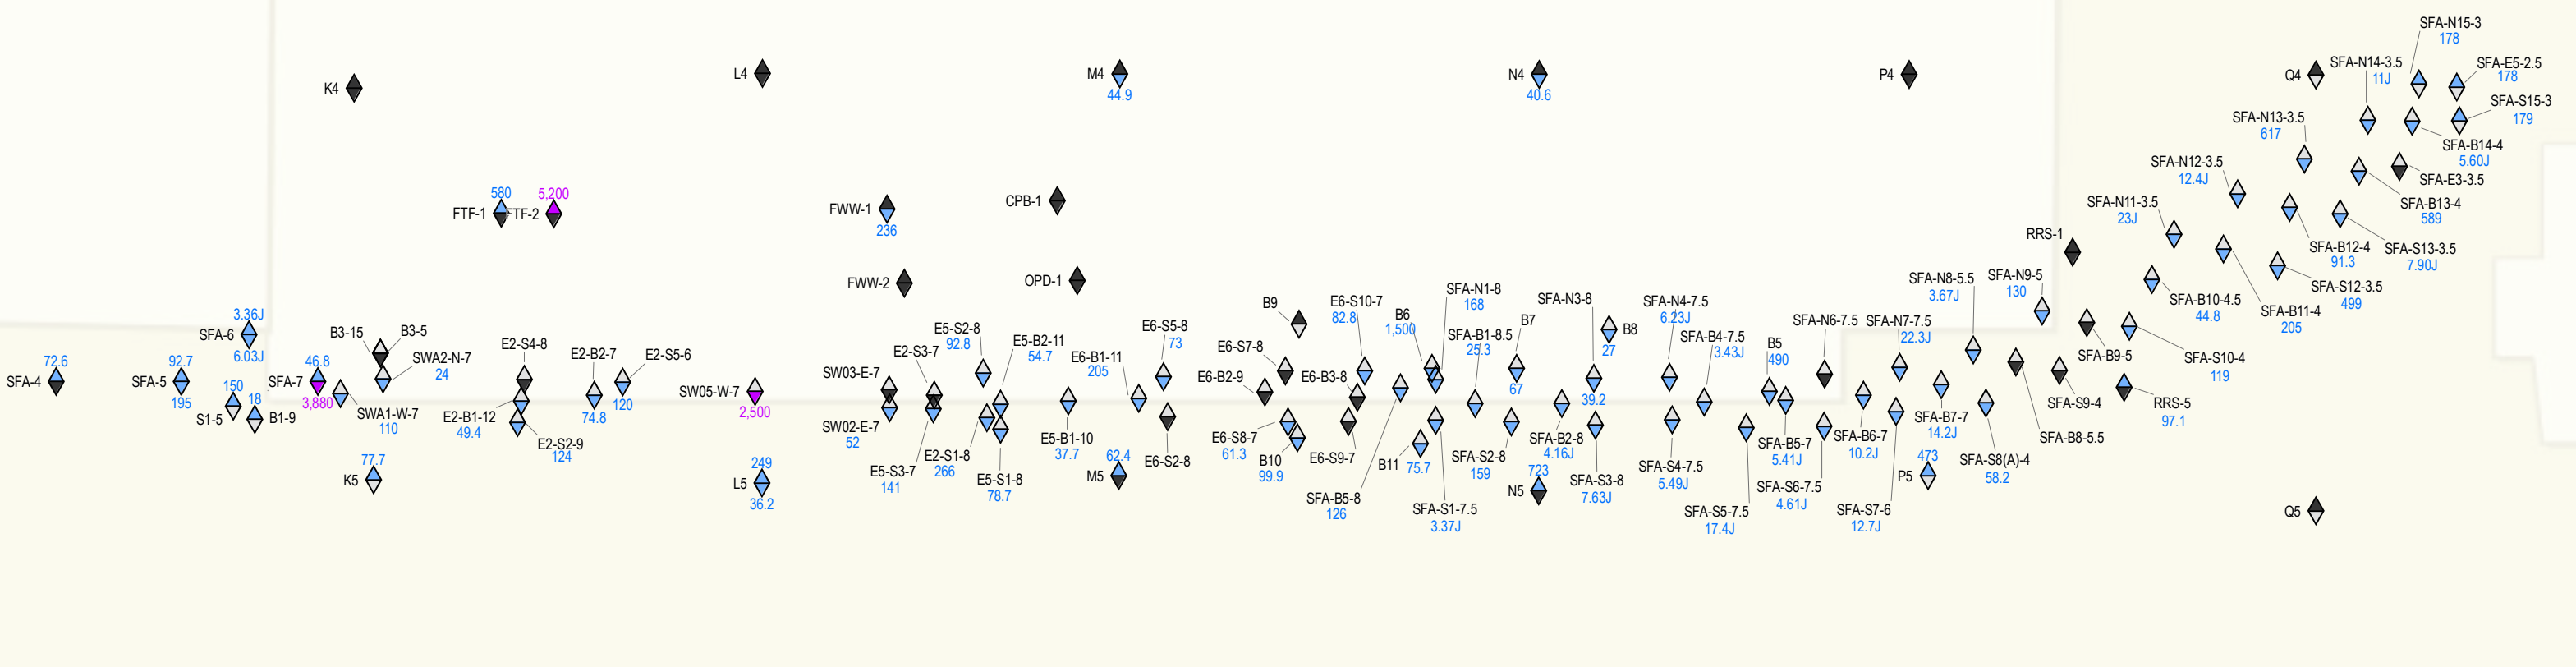 SFA-N15-3
178
SFA-N14-3.5
11J
SFA-E5-2.5
178
K4
L4
M4
44.9
N4
40.6
P4
Q4
SFA-S15-3
179
SFA-N13-3.5
617
SFA-B14-4
5.60J
SFA-N12-3.5
12.4J
SFA-E3-3.5
580
5,200
FTF-1
FTF-2
FWW-1
236
CPB-1
SFA-N11-3.5
23J
SFA-B13-4
589
RRS-1
SFA-B12-4
91.3
SFA-S13-3.5
7.90J
FWW-2
OPD-1
SFA-N8-5.5
3.67J
SFA-N9-5
130
SFA-S12-3.5
499
SFA-N1-8
168
SFA-N3-8
SFA-N4-7.5
6.23J
SFA-B10-4.5
44.8
SFA-B11-4
205
3.36J
SFA-6
6.03J
B3-15
B3-5
E5-S2-8
92.8
E5-B2-11
54.7
E6-S5-8
73
B9
E6-S10-7
82.8
B6
1,500
SFA-B1-8.5
25.3
B7
67
B8
27
SFA-B4-7.5
3.43J
B5
490
SFA-N6-7.5
SFA-N7-7.5
22.3J
72.6
SFA-4
92.7
SFA-5
195
46.8
SFA-7
3,880
SWA2-N-7
24
E2-S4-8
E2-B2-7
74.8
E2-S5-6
120
E2-S3-7
E6-B1-11
205
E6-S7-8
E6-B2-9
E6-B3-8
SFA-B9-5
SFA-S10-4
119
150
S1-5
18
B1-9
SWA1-W-7
110
E2-B1-12
49.4
E2-S2-9
124
SW05-W-7
2,500
SW03-E-7
SW02-E-7
52
39.2
SFA-S9-4
RRS-5
97.1
E5-S3-7
141
E2-S1-8
266
E5-S1-8
78.7
E5-B1-10
37.7
E6-S2-8
E6-S8-7
61.3
B10
99.9
E6-S9-7
B11
75.7
SFA-S2-8
159
SFA-B2-8
4.16J
SFA-B5-7
5.41J
SFA-B6-7
10.2J
SFA-B7-7
14.2J
SFA-B8-5.5
77.7
K5
249
L5
36.2
62.4
M5
SFA-B5-8
126
SFA-S1-7.5
3.37J
723
N5
SFA-S3-8
7.63J
SFA-S4-7.5
5.49J
SFA-S5-7.5
17.4J
SFA-S6-7.5
4.61J
SFA-S7-6
12.7J
473
P5
SFA-S8(A)-4
58.2
Q5